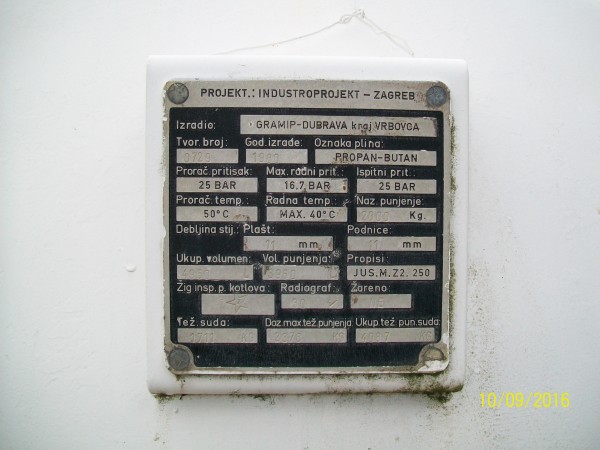 PROJEKT.: INDUSTROPROJEKT – ZAGREB
Izradio: GRAMIP-DUBRAVA kraj VRBOVCA
Tvor. broj: God. izrade: Oznaka plina:
PROPAN-BUTAN
Prorač. pritisak: Max. radni prit.: Ispitni prit.:
25 BAR 16,7 BAR 25 BAR
Prorač. temp.: Radna temp.: Naz. punjenje:
50°C MAX. 40°C Kg.
Debljina stij.: Plašt: Podnice:
11 mm 11 mm
Ukup. volumen: Vol. punjenja: Propisi:
JUS.M.Z2. 250
Žig insp.p. kotlova: Radiograf.: Žareno:
Tež. suda: Doz.max.tež.punjenja: Ukup tež. pun.suda:
10/09/2016